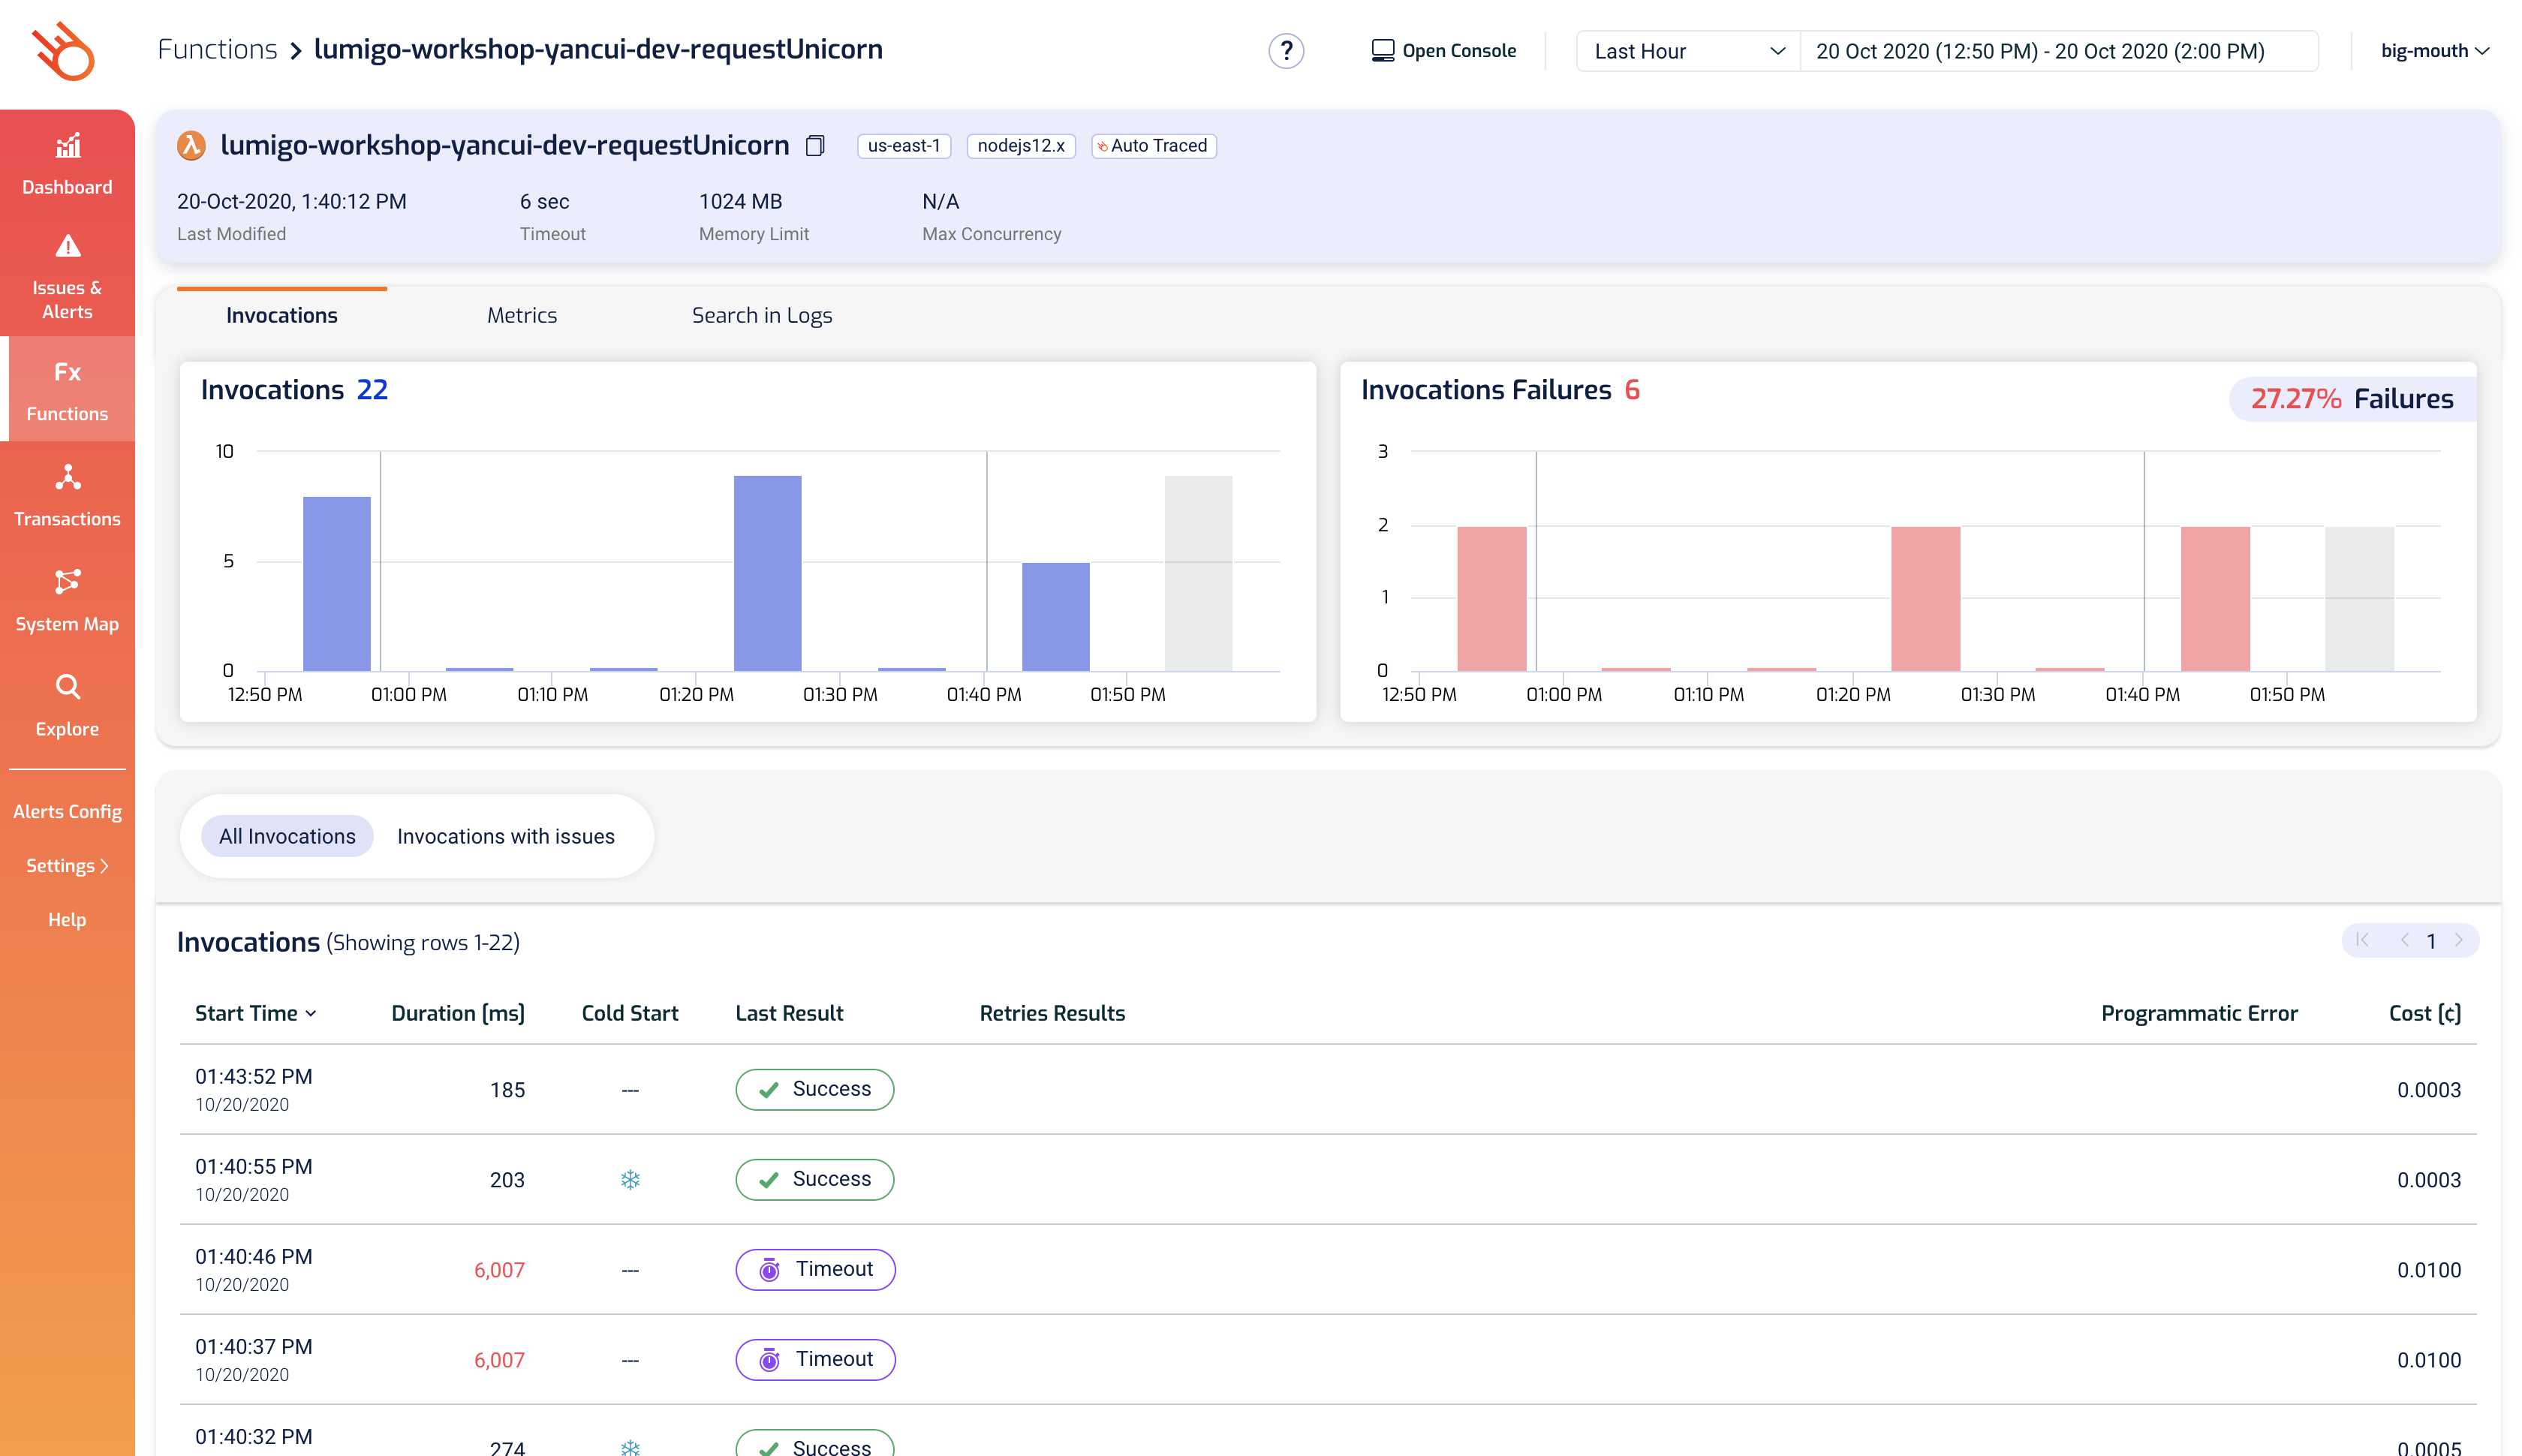 Functions > lumigo-workshop-yancui-dev-requestUnicorn
?
Open Console
Last Hour
20 Oct 2020 (12:50 PM) - 20 Oct 2020 (2:00 PM)
big-mouth
Dashboard
Issues &
Alerts
Fx
Functions
Transactions
System Map
Explore
Alerts Config
Settings >
Help
λ lumigo-workshop-yancui-dev-requestUnicorn
us-east-1
nodejs12.x
Auto Traced
20-Oct-2020, 1:40:12 PM
Last Modified
6 sec
Timeout
1024 MB
Memory Limit
N/A
Max Concurrency
Invocations Metrics Search in Logs
Invocations 22
10
5
0
12:50 PM 01:00 PM 01:10 PM 01:20 PM 01:30 PM 01:40 PM 01:50 PM
Invocations Failures 6
27.27% Failures
3
2
1
0
12:50 PM 01:00 PM 01:10 PM 01:20 PM 01:30 PM 01:40 PM 01:50 PM
All Invocations Invocations with issues
Invocations (Showing rows 1-22)
1
Start Time Duration [ms] Cold Start Last Result Retries Results Programmatic Error Cost [¢]
01:43:52 PM
10/20/2020
185 --- Success 0.0003
01:40:55 PM
10/20/2020
203 Success 0.0003
01:40:46 PM
10/20/2020
6,007 --- Timeout 0.0100
01:40:37 PM
10/20/2020
6,007 --- Timeout 0.0100
01:40:32 PM
274 Success 0.0005